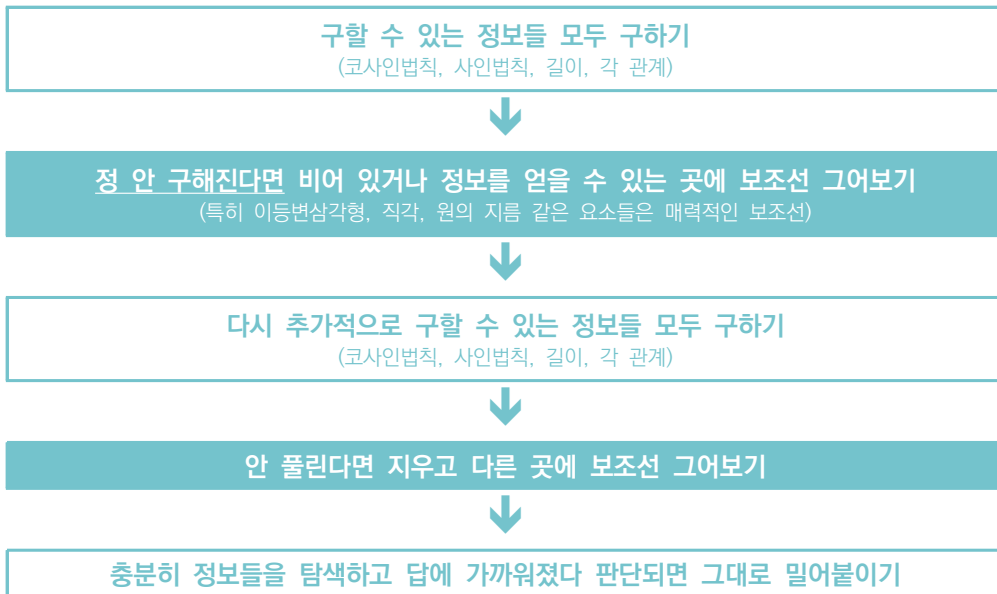 구할 수 있는 정보들 모두 구하기
(코사인법칙, 사인법칙, 길이, 각 관계)
정 안 구해진다면 비어 있거나 정보를 얻을 수 있는 곳에 보조선 그어보기
(특히 이등변삼각형, 직각, 원의 지름 같은 요소들은 매력적인 보조선)
다시 추가적으로 구할 수 있는 정보들 모두 구하기
(코사인법칙, 사인법칙, 길이, 각 관계)
안 풀린다면 지우고 다른 곳에 보조선 그어보기
충분히 정보들을 탐색하고 답에 가까워졌다 판단되면 그대로 밀어붙이기